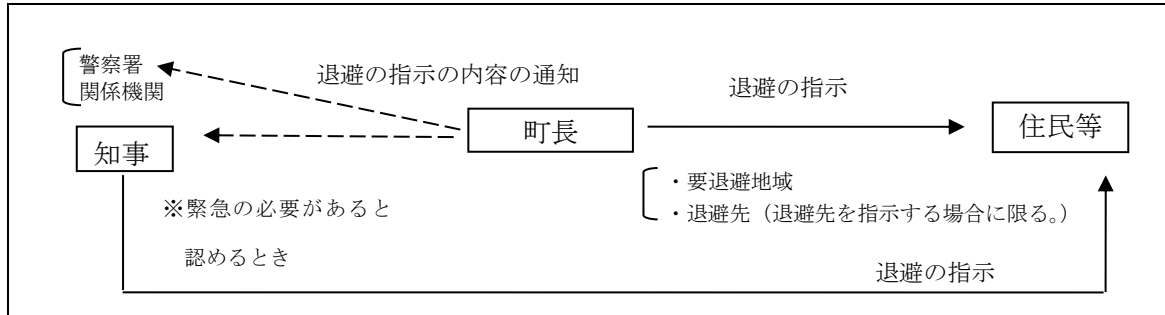 警察署
関係機関
退避の指示の内容の通知
退避の指示
町長
住民等
知事
・要退避地域
・退避先（退避先を指示する場合に限る。）
※緊急の必要があると
認めるとき
退避の指示